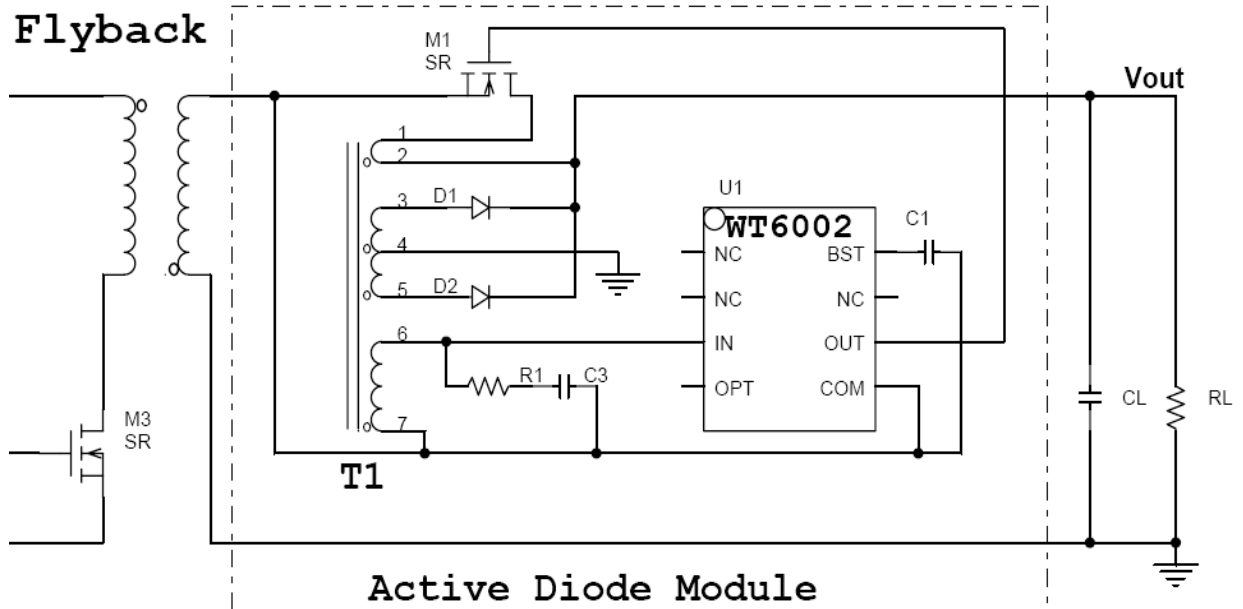 Flyback
M1
SR
Vout
1
2
3
D1
4
5
D2
6
7
R1
C3
T1
U1
WT6002
NC
NC
IN
OPT
BST
NC
OUT
COM
C1
CL
RL
M3
SR
Active Diode Module